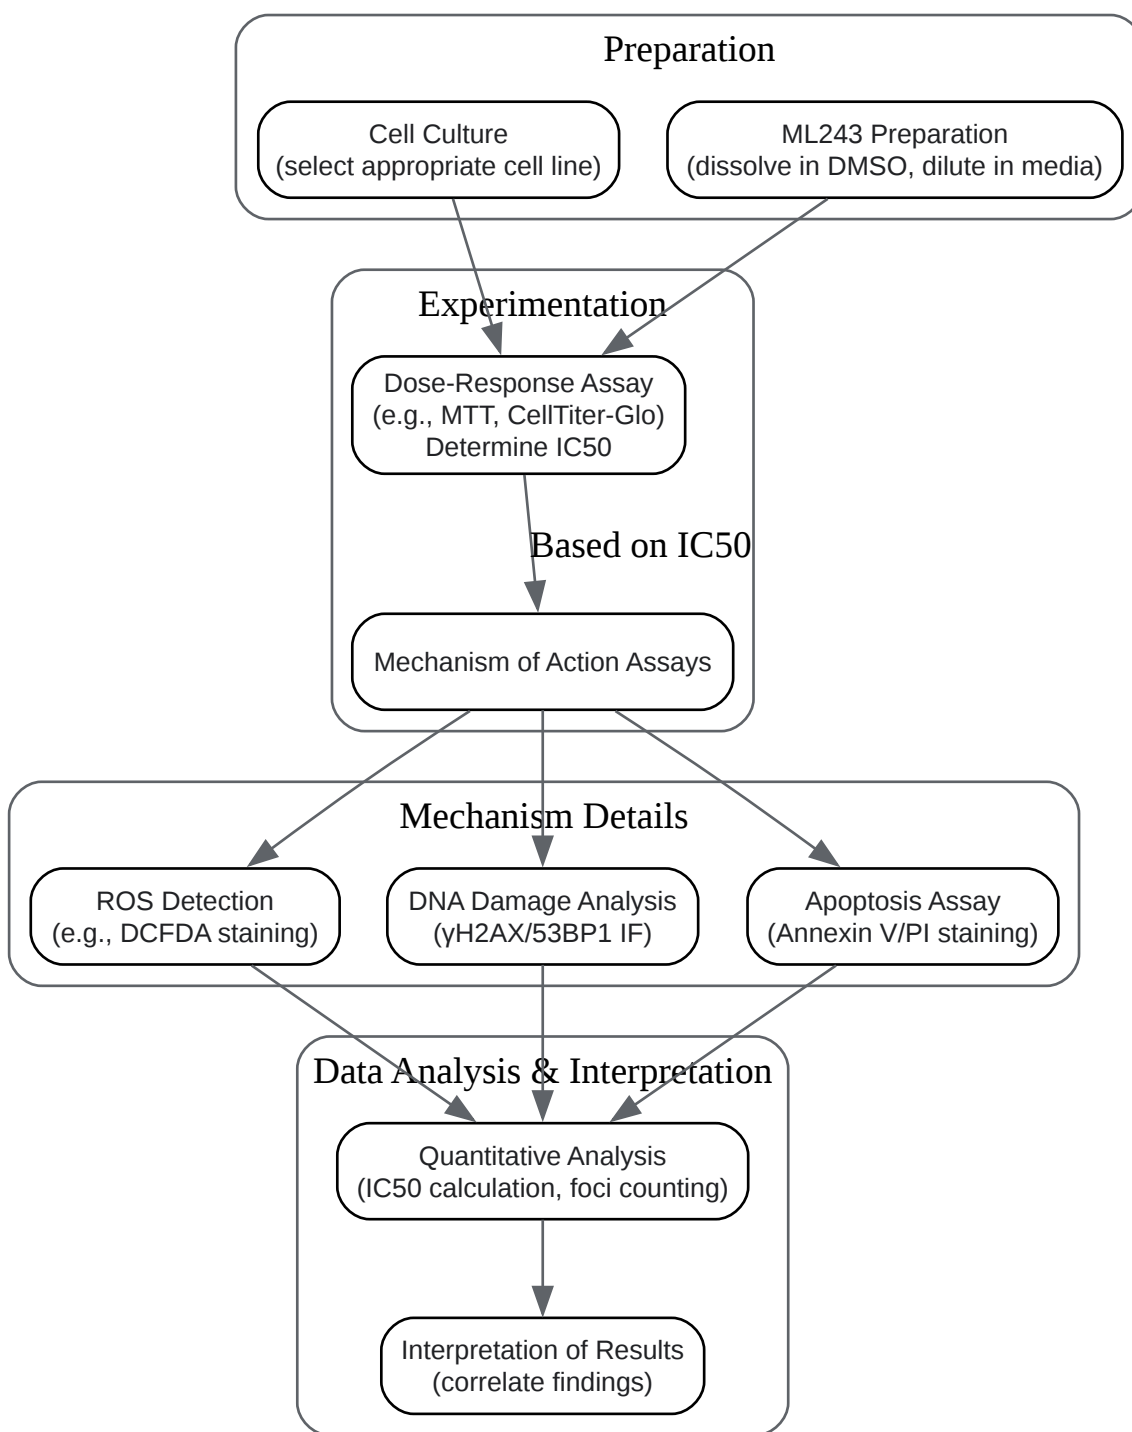 Preparation
Cell Culture
(select appropriate cell line)
ML243 Preparation
(dissolve in DMSO, dilute in media)
Experimentation
Dose-Response Assay
(e.g., MTT, CellTiter-Glo)
Determine IC50
Based on IC50
Mechanism of Action Assays
Mechanism Details
ROS Detection
(e.g., DCFDA staining)
DNA Damage Analysis
(γH2AX/53BP1 IF)
Apoptosis Assay
(Annexin V/PI staining)
Data Analysis & Interpretation
Quantitative Analysis
(IC50 calculation, foci counting)
Interpretation of Results
(correlate findings)